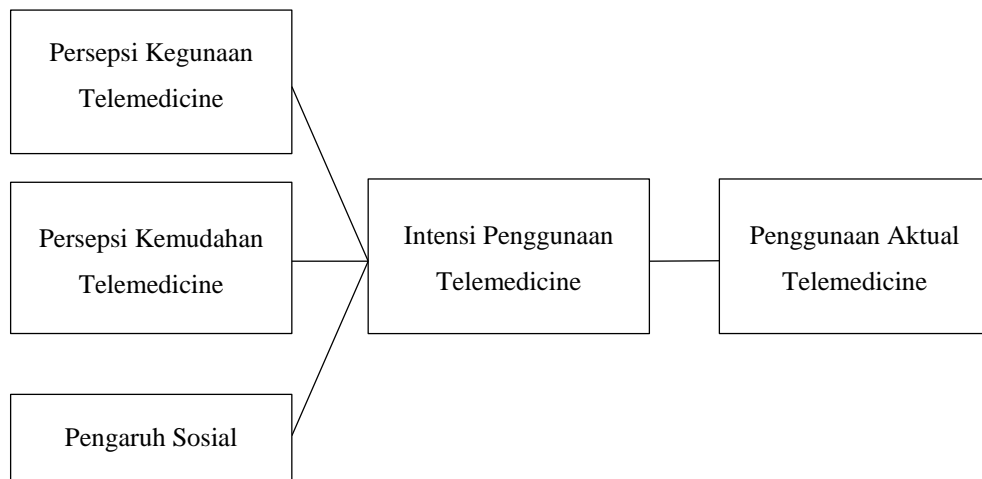 Persepsi Kegunaan
Telemedicine
Persepsi Kemudahan
Telemedicine
Pengaruh Sosial
Intensi Penggunaan
Telemedicine
Penggunaan Aktual
Telemedicine